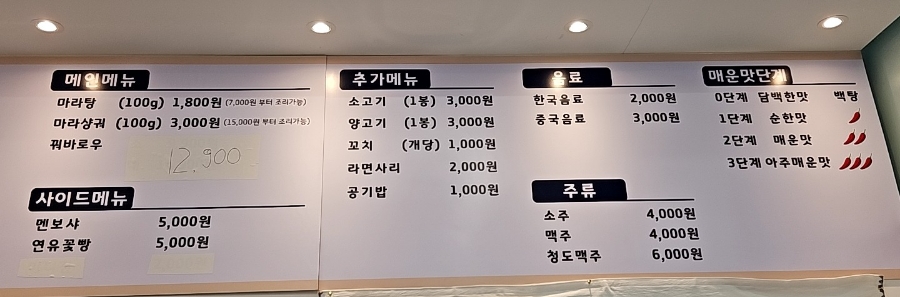 메인메뉴
마라탕 (100g) 1,800원 (7,000원 부터 조리가능)
마라샹궈 (100g) 3,000원 (15,000원 부터 조리가능)
꿔바로우 12,900
사이드메뉴
멘보샤 5,000원
연유꽃빵 5,000원
추가메뉴
소고기 (1봉) 3,000원
양고기 (1봉) 3,000원
꼬치 (개당) 1,000원
라면사리 2,000원
공기밥 1,000원
음료
한국음료 2,000원
중국음료 3,000원
주류
소주 4,000원
맥주 4,000원
청도맥주 6,000원
매운맛단계
0단계 담백한맛 백탕
1단계 순한맛
2단계 매운맛
3단계 아주매운맛